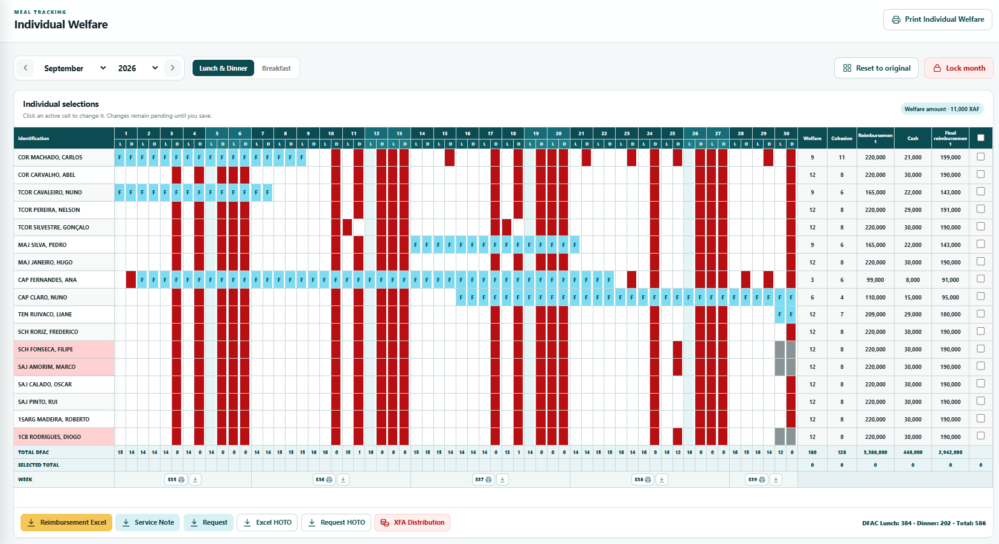 MEAL TRACKING
Individual Welfare
Print Individual Welfare
September 2026 Lunch & Dinner Breakfast Reset to original Lock month
Individual selections
Click an active cell to change it. Changes remain pending until you save.
Welfare amount · 11,000 XAF
Identification 1 2 3 4 5 6 7 8 9 10 11 12 13 14 15 16 17 18 19 20 21 22 23 24 25 26 27 28 29 30 Welfare Cohesion Reimbursement Cash Final reimbursement
L D L D L D L D L D L D L D L D L D L D L D L D L D L D L D L D L D L D L D L D L D L D L D L D L D L D L D L D L D L D
COR MACHADO, CARLOS F F F F F F F F F F F F F F F F F 9 11 220,000 21,000 199,000
COR CARVALHO, ABEL 12 8 220,000 30,000 190,000
TCOR CAVALEIRO, NUNO F F F F F F F F F F F F F F 9 6 165,000 22,000 143,000
TCOR PEREIRA, NELSON 12 8 220,000 29,000 191,000
TCOR SILVESTRE, GONÇALO 12 8 220,000 30,000 190,000
MAJ SILVA, PEDRO F F F F F F F F F F F F F F F 9 6 165,000 22,000 143,000
MAJ JANEIRO, HUGO 12 8 220,000 30,000 190,000
CAP FERNANDES, ANA F F F F F F F F F F F F F F F F F F F F F F F F F F F F F F F F F F F F F F F F F F 3 6 99,000 8,000 91,000
CAP CLARO, NUNO F F F F F F F F F F F F F F F F F F F F F F F F F F F F F F 6 4 110,000 15,000 95,000
TEN RUIVACO, LIANE F F 12 7 209,000 29,000 180,000
SCH RORIZ, FREDERICO 12 8 220,000 30,000 190,000
SCH FONSECA, FILIPE 12 8 220,000 30,000 190,000
SAJ AMORIM, MARCO 12 8 220,000 30,000 190,000
SAJ CALADO, OSCAR 12 8 220,000 30,000 190,000
SAJ PINTO, RUI 12 8 220,000 30,000 190,000
1SARG MADEIRA, ROBERTO 12 8 220,000 30,000 190,000
1CB RODRIGUES, DIOGO 12 8 220,000 30,000 190,000
TOTAL DFAC 15 14 14 14 14 0 14 0 14 0 0 0 14 14 15 15 15 16 16 0 15 1 16 0 0 0 15 15 15 14 14 14 14 0 13 1 14 0 0 0 14 14 15 15 16 14 16 0 16 12 16 0 0 0 16 15 16 14 12 0 180 128 3,388,000 446,000 2,942,000
SELECTED TOTAL 0 0 0 0 0 0
WEEK S35 S36 S37 S38 S39
Reimbursement Excel Service Note Request Excel HOTO Request HOTO XFA Distribution
DFAC Lunch: 384 · Dinner: 202 · Total: 586